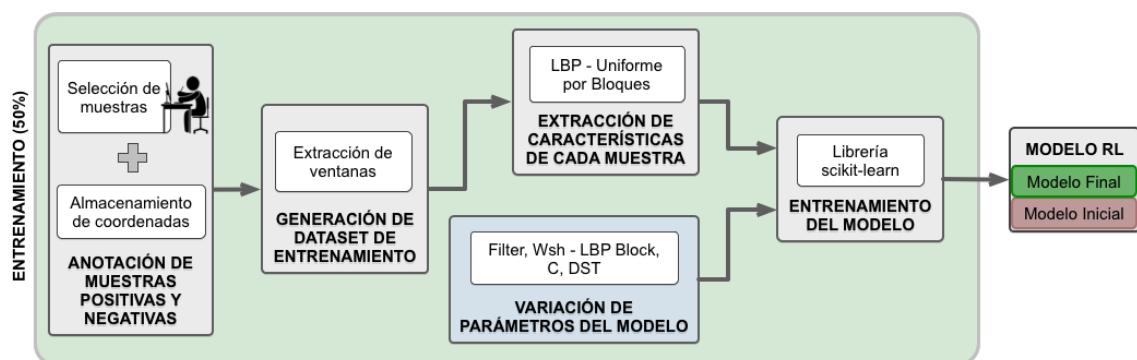 ENTRENAMIENTO (50%)
Selección de
muestras
Almacenamiento
de coordenadas
ANOTACIÓN DE
MUESTRAS
POSITIVAS Y
NEGATIVAS
Extracción de
ventanas
GENERACIÓN DE
DATASET DE
ENTRENAMIENTO
LBP - Uniforme
por Bloques
EXTRACCIÓN DE
CARACTERÍSTICAS
DE CADA MUESTRA
Filter, Wsh - LBP Block,
C, DST
VARIACIÓN DE
PARÁMETROS DEL MODELO
Librería
scikit-learn
ENTRENAMIENTO
DEL MODELO
MODELO RL
Modelo Final
Modelo Inicial